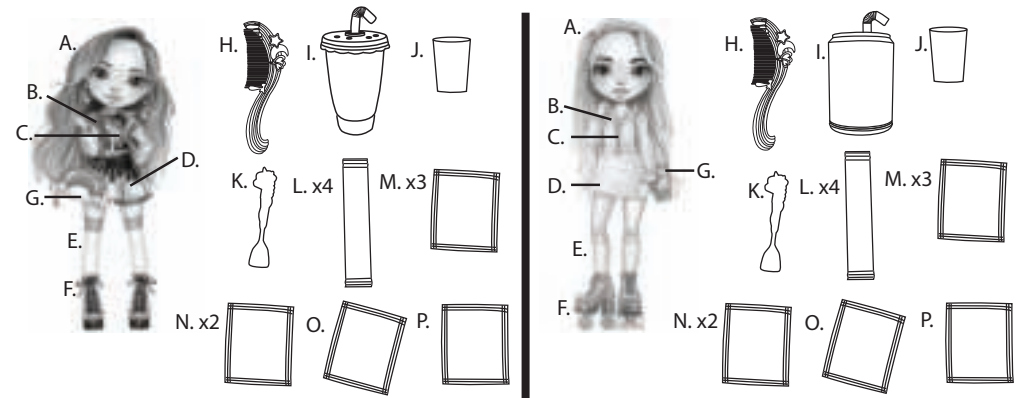 A.
B.
C.
D.
G.
E.
F.
H.
I.
J.
K.
L. x4
M. x3
N. x2
O.
P.
A.
B.
C.
D.
G.
E.
F.
H.
I.
J.
K.
L. x4
M. x3
N. x2
O.
P.